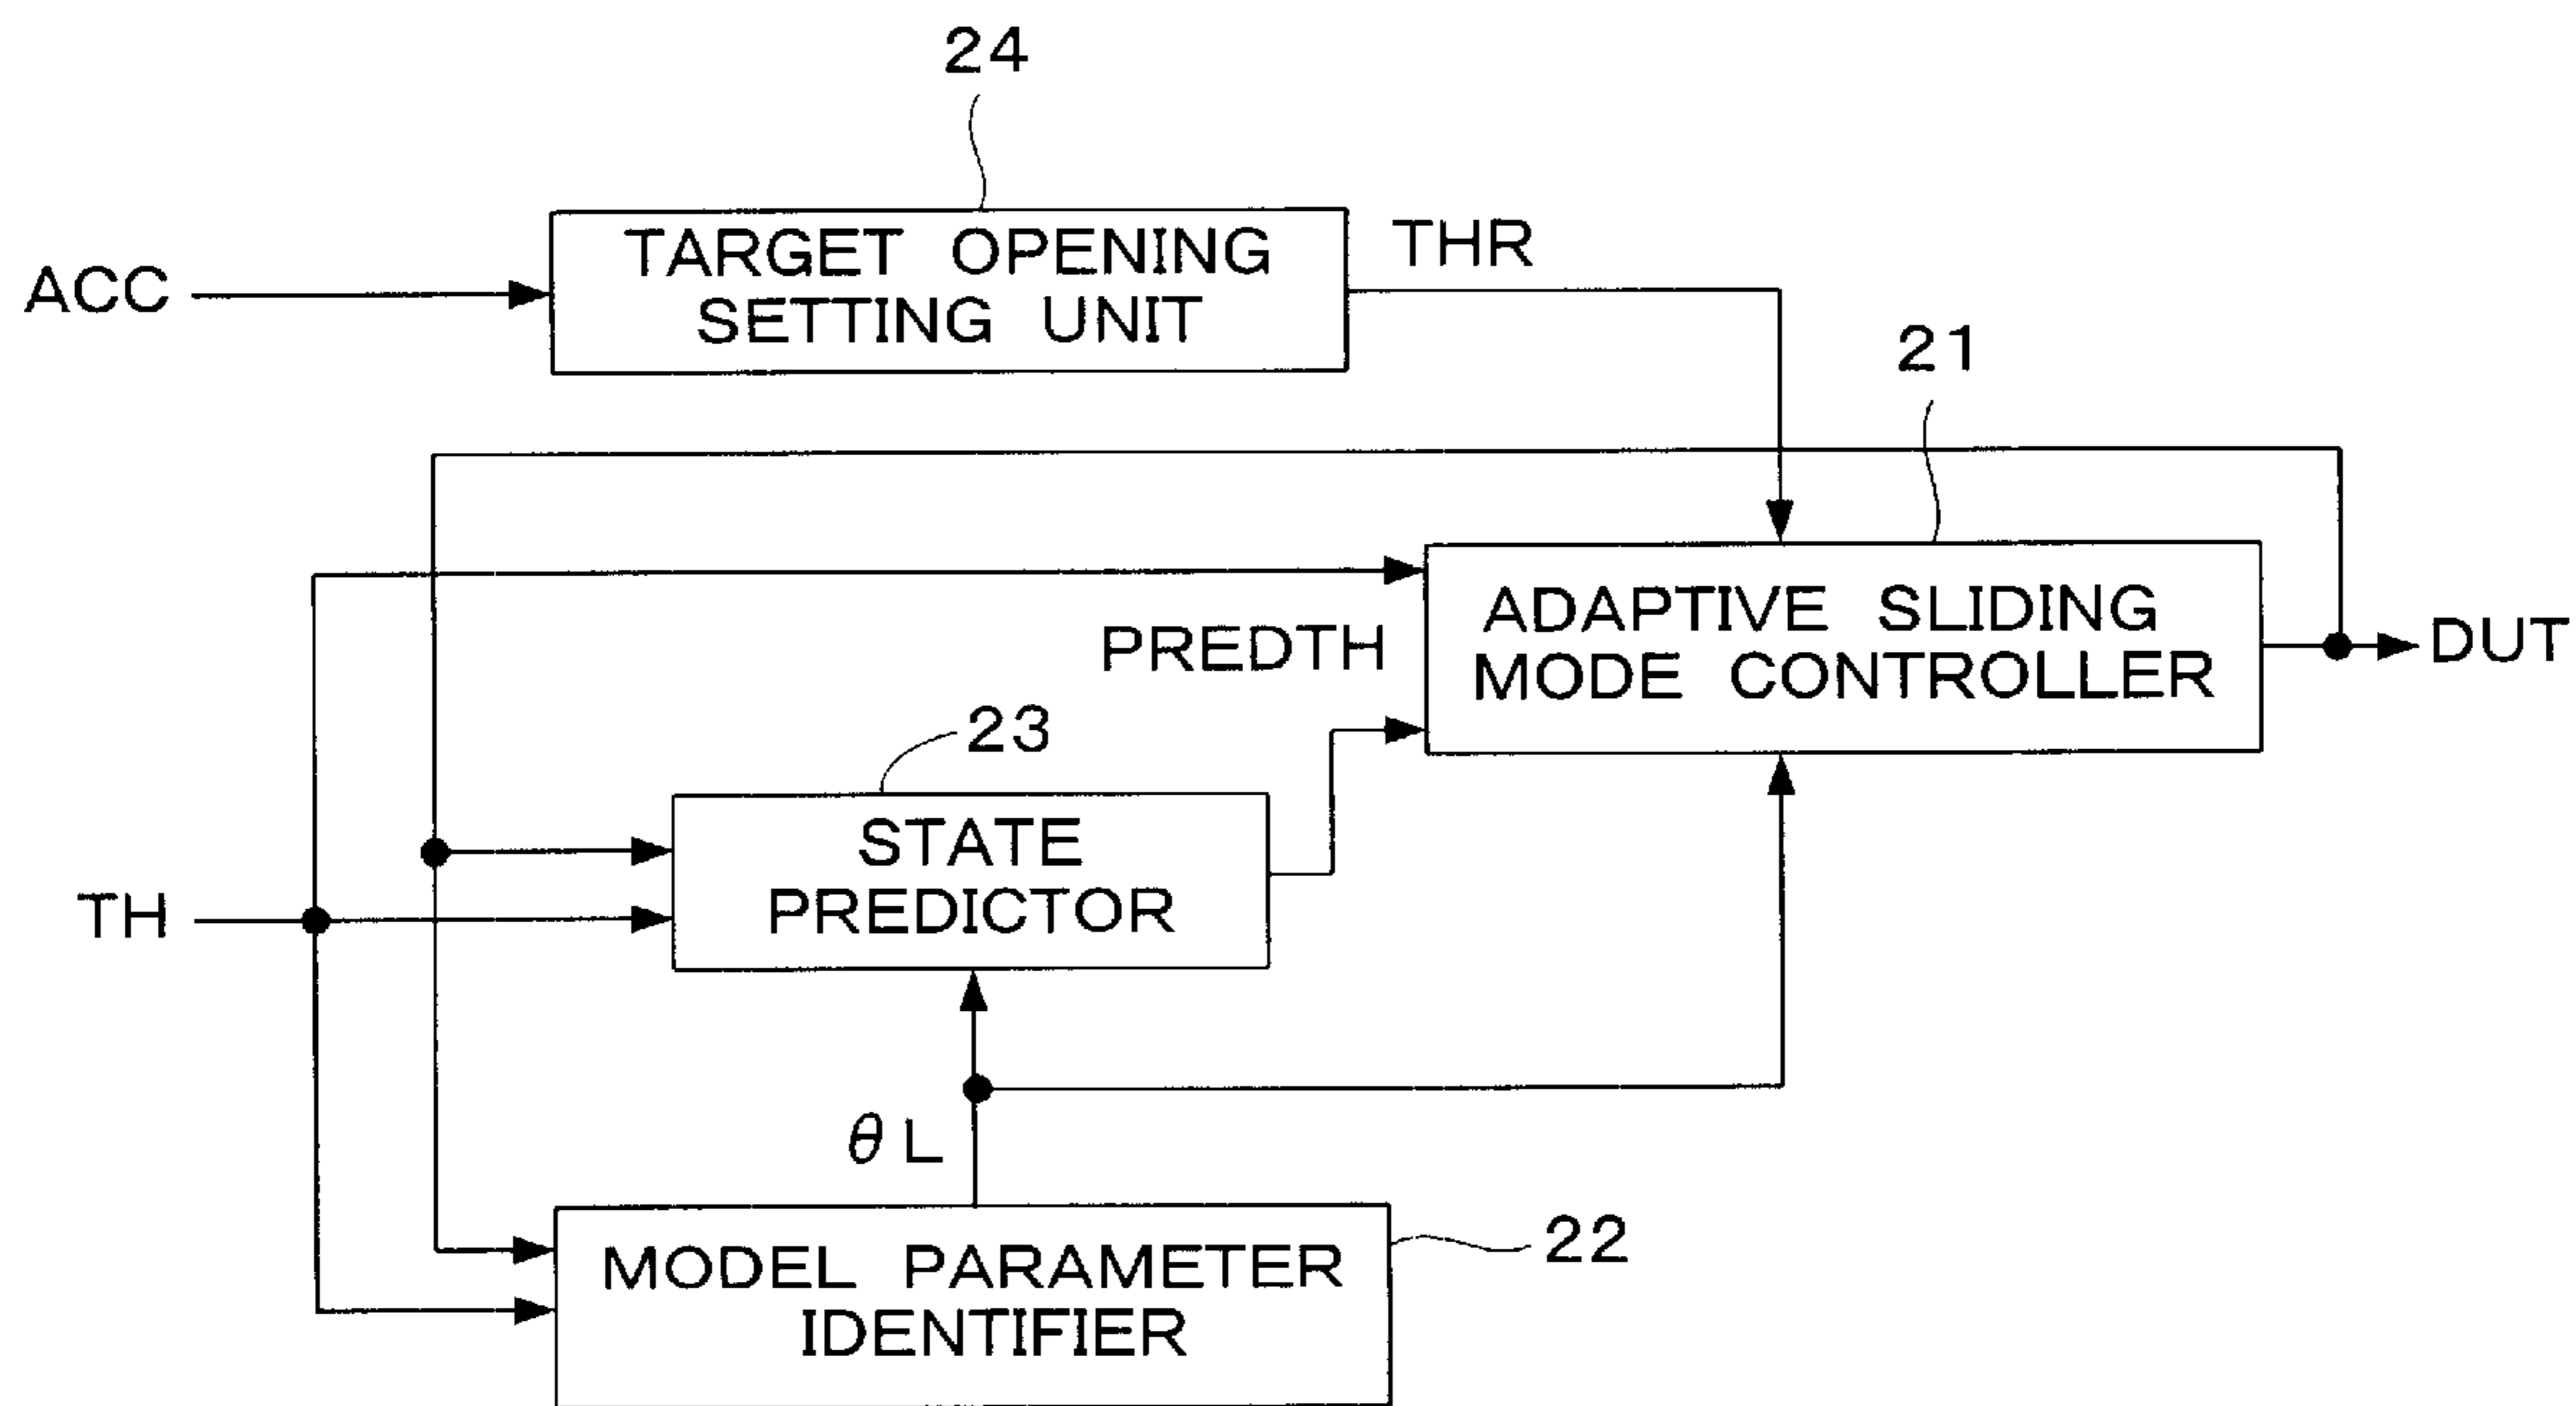 24
TARGET OPENING
SETTING UNIT
THR
ACC
21
ADAPTIVE SLIDING
MODE CONTROLLER
PREDTH
DUT
23
STATE
PREDICTOR
TH
θL
22
MODEL PARAMETER
IDENTIFIER